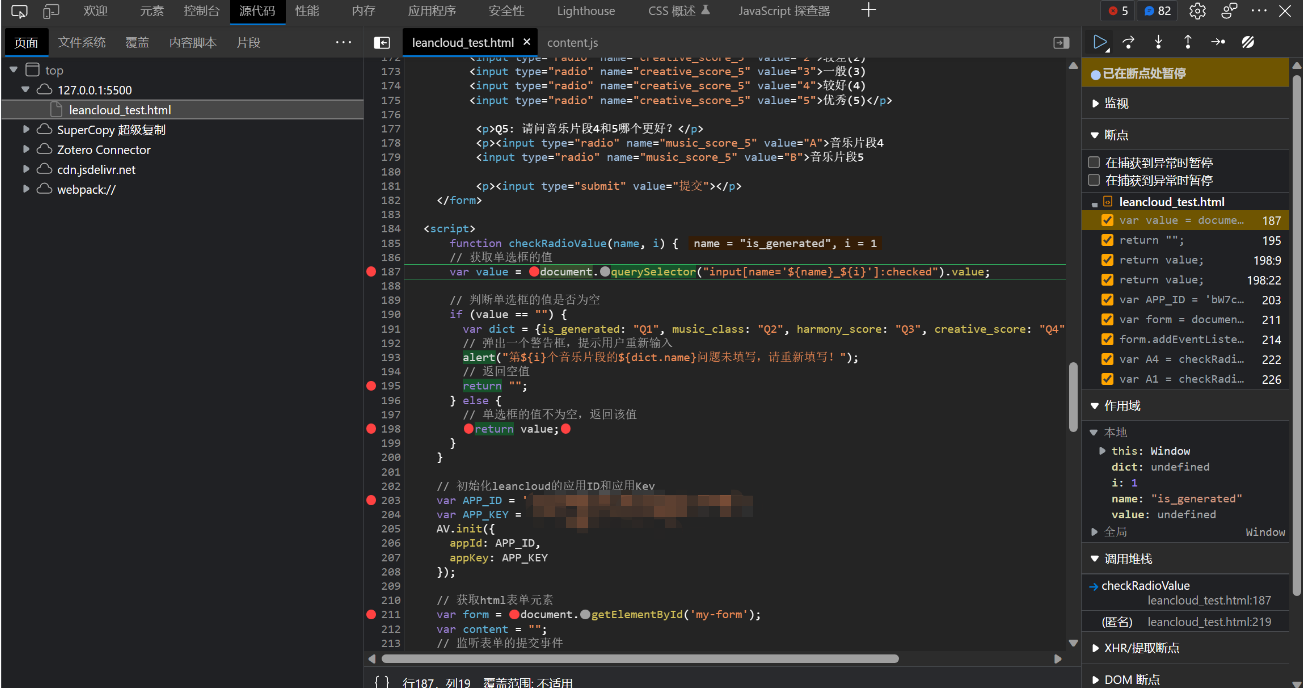 欢迎 元素 控制台 源代码 性能 内存 应用程序 安全性 Lighthouse CSS 概述 JavaScript 探查器 5 82
页面 文件系统 覆盖 内容脚本 片段
leancloud_test.html content.js
top
127.0.0.1:5500
leancloud_test.html
SuperCopy 超级复制
Zotero Connector
cdn.jsdelivr.net
webpack://
172 <input type="radio" name="creative_score_5" value="2">较差(2)
173 <input type="radio" name="creative_score_5" value="3">一般(3)
174 <input type="radio" name="creative_score_5" value="4">较好(4)
175 <input type="radio" name="creative_score_5" value="5">优秀(5)</p>
176
177 <p>Q5: 请问音乐片段4和5哪个更好？</p>
178 <p><input type="radio" name="music_score_5" value="A">音乐片段4
179 <input type="radio" name="music_score_5" value="B">音乐片段5
180
181 <p><input type="submit" value="提交"></p>
182 </form>
183
184 <script>
185 function checkRadioValue(name, i) { name = "is_generated", i = 1
186 // 获取单选框的值
187 var value = document.querySelector("input[name='${name}_${i}']:checked").value;
188
189 // 判断单选框的值是否为空
190 if (value == "") {
191 var dict = {is_generated: "Q1", music_class: "Q2", harmony_score: "Q3", creative_score: "Q4"
192 // 弹出一个警告框，提示用户重新输入
193 alert("第${i}个音乐片段的${dict.name}问题未填写，请重新填写！");
194 // 返回空值
195 return "";
196 } else {
197 // 单选框的值不为空，返回该值
198 return value;
199 }
200 }
201
202 // 初始化leancloud的应用ID和应用Key
203 var APP_ID = '
204 var APP_KEY =
205 AV.init({
206 appId: APP_ID,
207 appKey: APP_KEY
208 });
209
210 // 获取html表单元素
211 var form = document.getElementById('my-form');
212 var content = "";
213 // 监听表单的提交事件
{ } 行187，列19 覆盖范围: 不适用
已在断点处暂停
监视
断点
在捕获到异常时暂停
在捕获到异常时暂停
leancloud_test.html
var value = docume… 187
return ""; 195
return value; 198:9
return value; 198:22
var APP_ID = 'bW7c… 203
var form = documen… 211
form.addEventListe… 214
var A4 = checkRadi… 222
var A1 = checkRadi… 226
作用域
本地
this: Window
dict: undefined
i: 1
name: "is_generated"
value: undefined
全局 Window
调用堆栈
checkRadioValue
leancloud_test.html:187
(匿名) leancloud_test.html:219
XHR/提取断点
DOM 断点